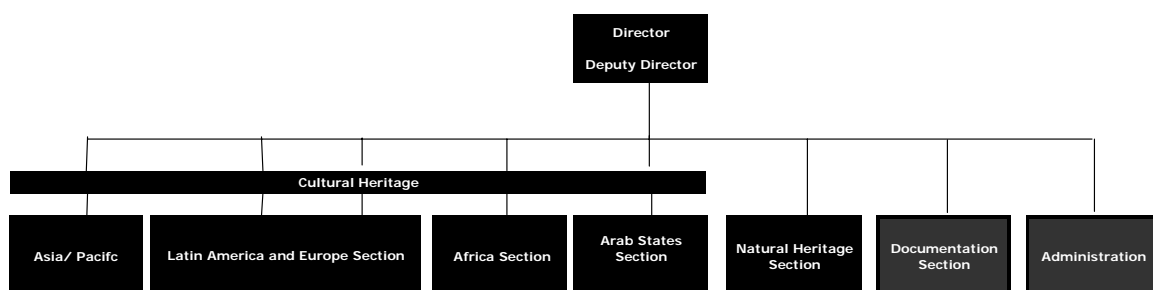 Director
Deputy Director
Cultural Heritage
Asia/ Pacifc
Latin America and Europe Section
Africa Section
Arab States
Section
Natural Heritage
Section
Documentation
Section
Administration